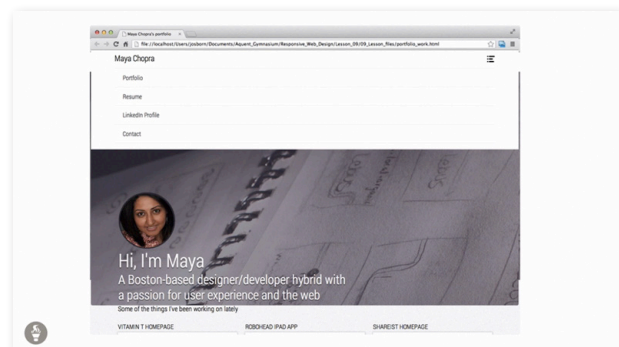 Maya Chopra's portfolio
file://localhost/Users/josborn/Documents/Aquent_Gymnasium/Responsive_Web_Design/Lesson_09/09_Lesson_files/portfolio_work.html
Maya Chopra
Portfolio
Resume
LinkedIn Profile
Contact
Hi, I'm Maya
A Boston-based designer/developer hybrid with
a passion for user experience and the web
Some of the things I've been working on lately
VITAMIN T HOMEPAGE ROBOHEAD IPAD APP SHAREIST HOMEPAGE